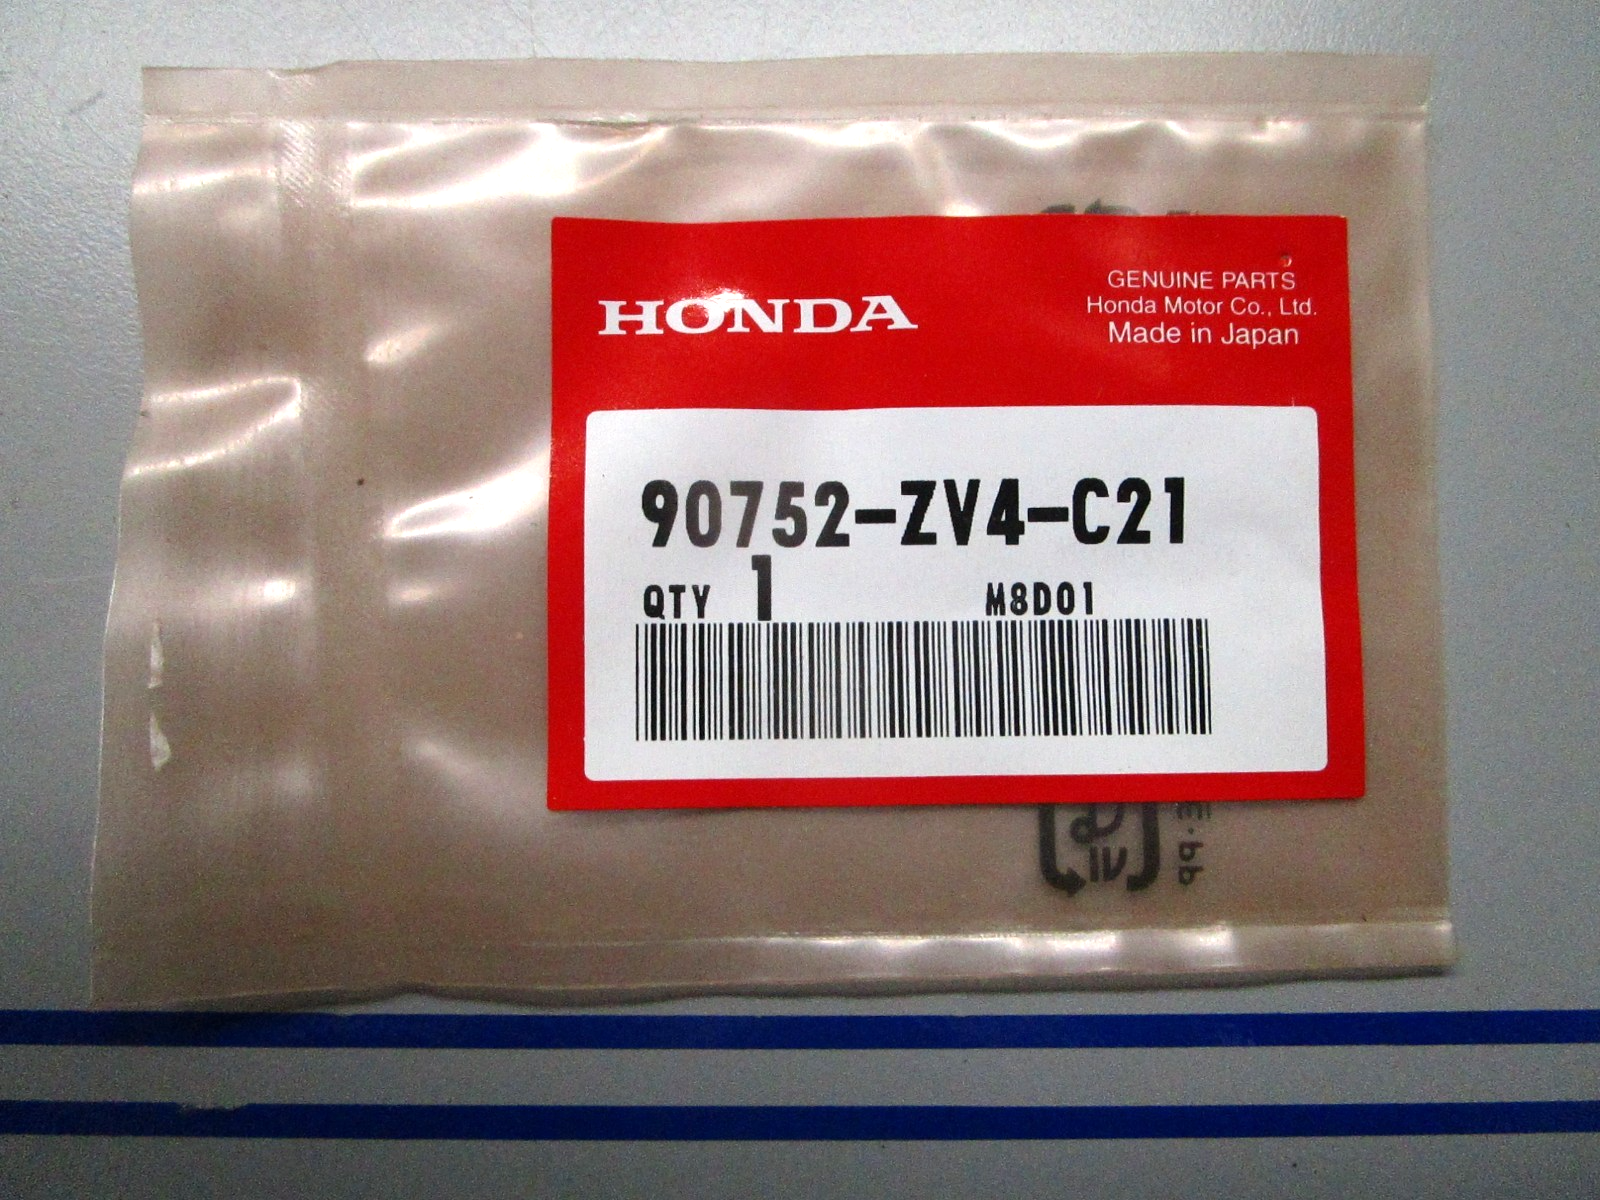 HONDA
GENUINE PARTS
Honda Motor Co., Ltd.
Made in Japan
90752-ZV4-C21
QTY 1 M8D01